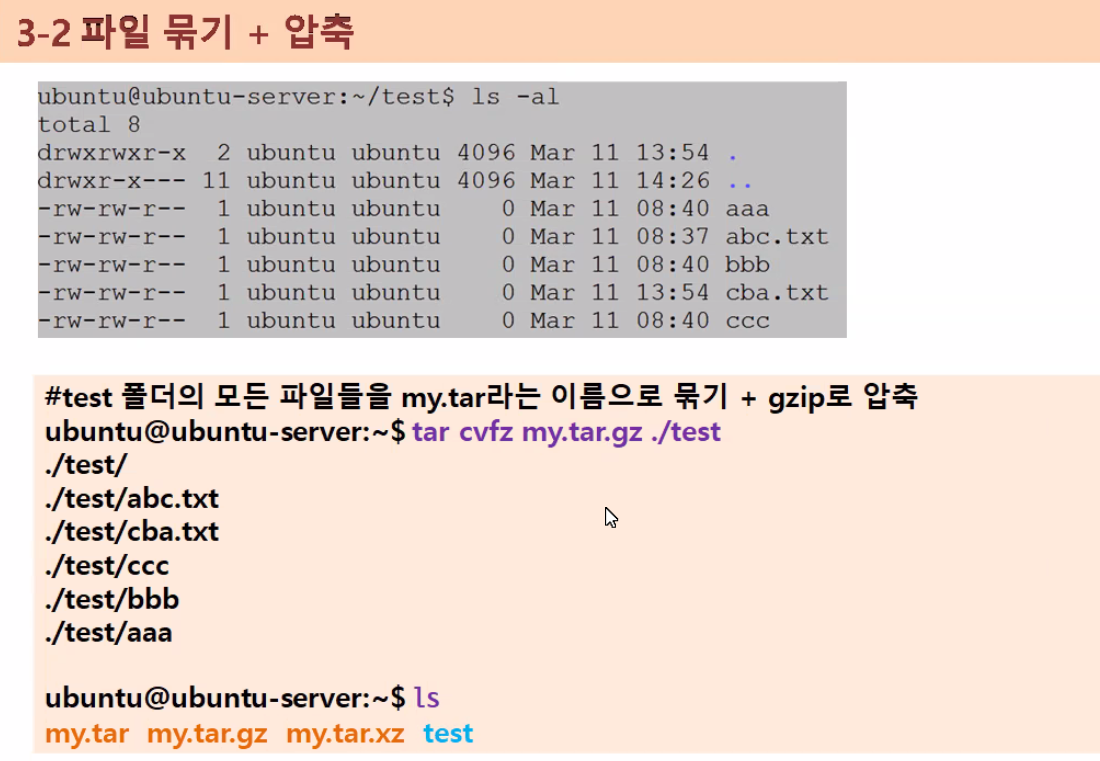 3-2 파일 묶기 + 압축
ubuntu@ubuntu-server:~/test$ ls -al
total 8
drwxrwxr-x  2 ubuntu ubuntu 4096 Mar 11 13:54 .
drwxr-x--- 11 ubuntu ubuntu 4096 Mar 11 14:26 ..
-rw-rw-r--  1 ubuntu ubuntu    0 Mar 11 08:40 aaa
-rw-rw-r--  1 ubuntu ubuntu    0 Mar 11 08:37 abc.txt
-rw-rw-r--  1 ubuntu ubuntu    0 Mar 11 08:40 bbb
-rw-rw-r--  1 ubuntu ubuntu    0 Mar 11 13:54 cba.txt
-rw-rw-r--  1 ubuntu ubuntu    0 Mar 11 08:40 ccc
#test 폴더의 모든 파일들을 my.tar라는 이름으로 묶기 + gzip로 압축
ubuntu@ubuntu-server:~$ tar cvfz my.tar.gz ./test
./test/
./test/abc.txt
./test/cba.txt
./test/ccc
./test/bbb
./test/aaa
ubuntu@ubuntu-server:~$ ls
my.tar  my.tar.gz  my.tar.xz  test